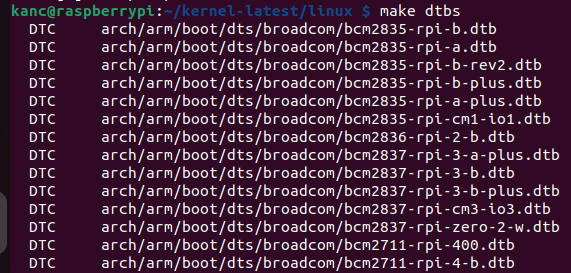 kanc@raspberrypi:~/kernel-latest/linux $ make dtbs
DTC arch/arm/boot/dts/broadcom/bcm2835-rpi-b.dtb
DTC arch/arm/boot/dts/broadcom/bcm2835-rpi-a.dtb
DTC arch/arm/boot/dts/broadcom/bcm2835-rpi-b-rev2.dtb
DTC arch/arm/boot/dts/broadcom/bcm2835-rpi-b-plus.dtb
DTC arch/arm/boot/dts/broadcom/bcm2835-rpi-a-plus.dtb
DTC arch/arm/boot/dts/broadcom/bcm2835-rpi-cm1-io1.dtb
DTC arch/arm/boot/dts/broadcom/bcm2836-rpi-2-b.dtb
DTC arch/arm/boot/dts/broadcom/bcm2837-rpi-3-a-plus.dtb
DTC arch/arm/boot/dts/broadcom/bcm2837-rpi-3-b.dtb
DTC arch/arm/boot/dts/broadcom/bcm2837-rpi-3-b-plus.dtb
DTC arch/arm/boot/dts/broadcom/bcm2837-rpi-cm3-io3.dtb
DTC arch/arm/boot/dts/broadcom/bcm2837-rpi-zero-2-w.dtb
DTC arch/arm/boot/dts/broadcom/bcm2711-rpi-400.dtb
DTC arch/arm/boot/dts/broadcom/bcm2711-rpi-4-b.dtb